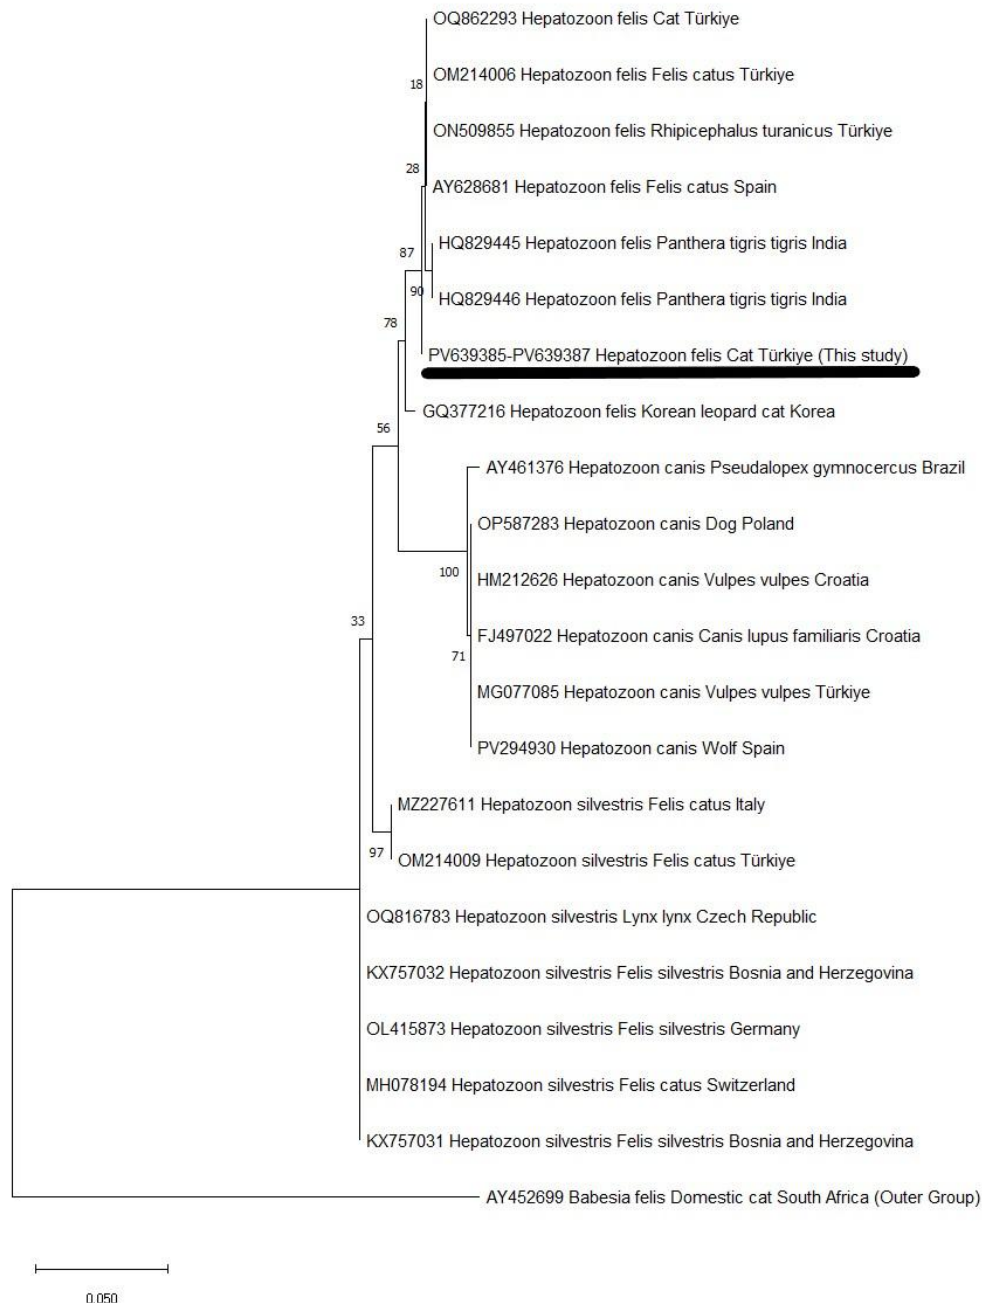 OQ862293 Hepatozoon felis Cat Türkiye
18
OM214006 Hepatozoon felis Felis catus Türkiye
ON509855 Hepatozoon felis Rhipicephalus turanicus Türkiye
28
AY628681 Hepatozoon felis Felis catus Spain
HQ829445 Hepatozoon felis Panthera tigris tigris India
87
90
HQ829446 Hepatozoon felis Panthera tigris tigris India
78
PV639385-PV639387 Hepatozoon felis Cat Türkiye (This study)
GQ377216 Hepatozoon felis Korean leopard cat Korea
56
AY461376 Hepatozoon canis Pseudalopex gymnocercus Brazil
OP587283 Hepatozoon canis Dog Poland
100
HM212626 Hepatozoon canis Vulpes vulpes Croatia
33
FJ497022 Hepatozoon canis Canis lupus familiaris Croatia
71
MG077085 Hepatozoon canis Vulpes vulpes Türkiye
PV294930 Hepatozoon canis Wolf Spain
MZ227611 Hepatozoon silvestris Felis catus Italy
97
OM214009 Hepatozoon silvestris Felis catus Türkiye
OQ816783 Hepatozoon silvestris Lynx lynx Czech Republic
KX757032 Hepatozoon silvestris Felis silvestris Bosnia and Herzegovina
OL415873 Hepatozoon silvestris Felis silvestris Germany
MH078194 Hepatozoon silvestris Felis catus Switzerland
KX757031 Hepatozoon silvestris Felis silvestris Bosnia and Herzegovina
AY452699 Babesia felis Domestic cat South Africa (Outer Group)
0.050